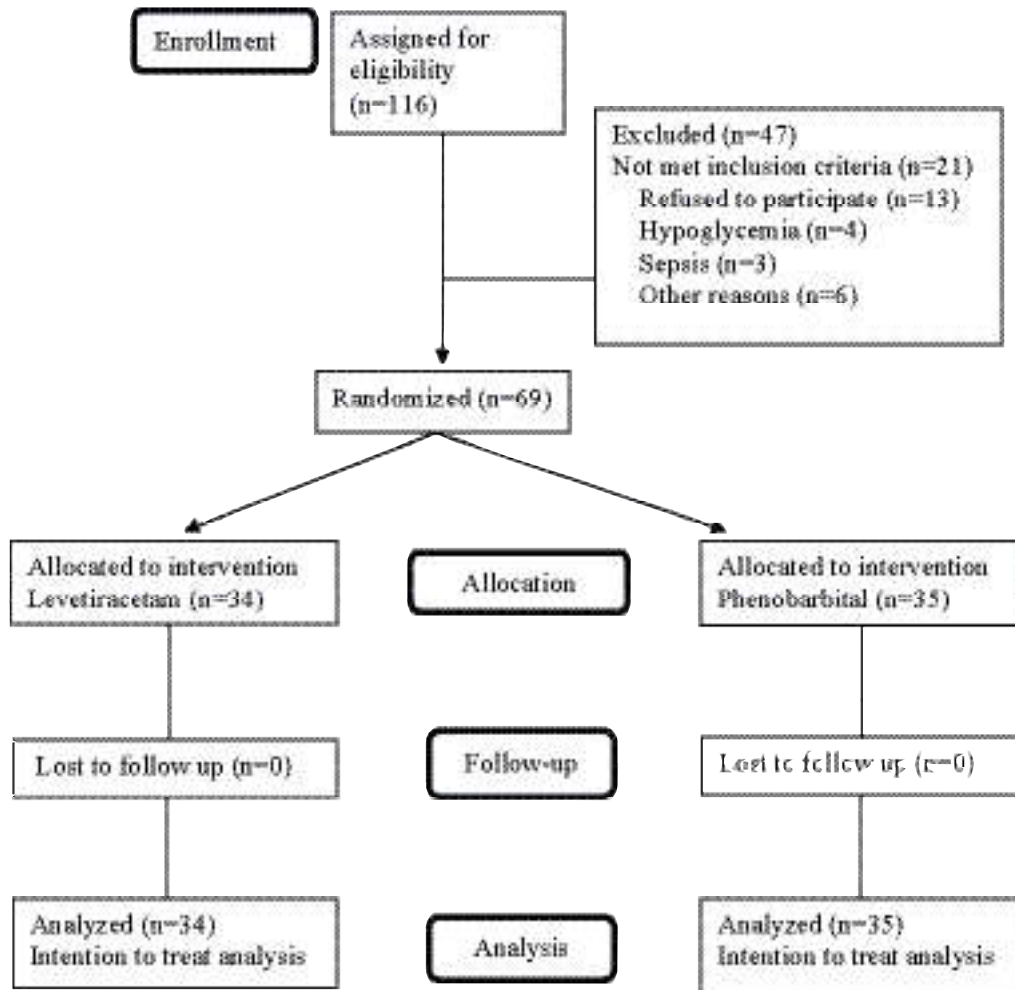 Enrollment
Assigned for
eligibility
(n=116)
Excluded (n=47)
Not met inclusion criteria (n=21)
Refused to participate (n=13)
Hypoglycemia (n=4)
Sepsis (n=3)
Other reasons (n=6)
Randomized (n=69)
Allocated to intervention
Levetiracetam (n=34)
Allocation
Allocated to intervention
Phenobarbital (n=35)
Lost to follow up (n=0)
Follow-up
Lost to follow up (n=0)
Analyzed (n=34)
Intention to treat analysis
Analysis
Analyzed (n=35)
Intention to treat analysis